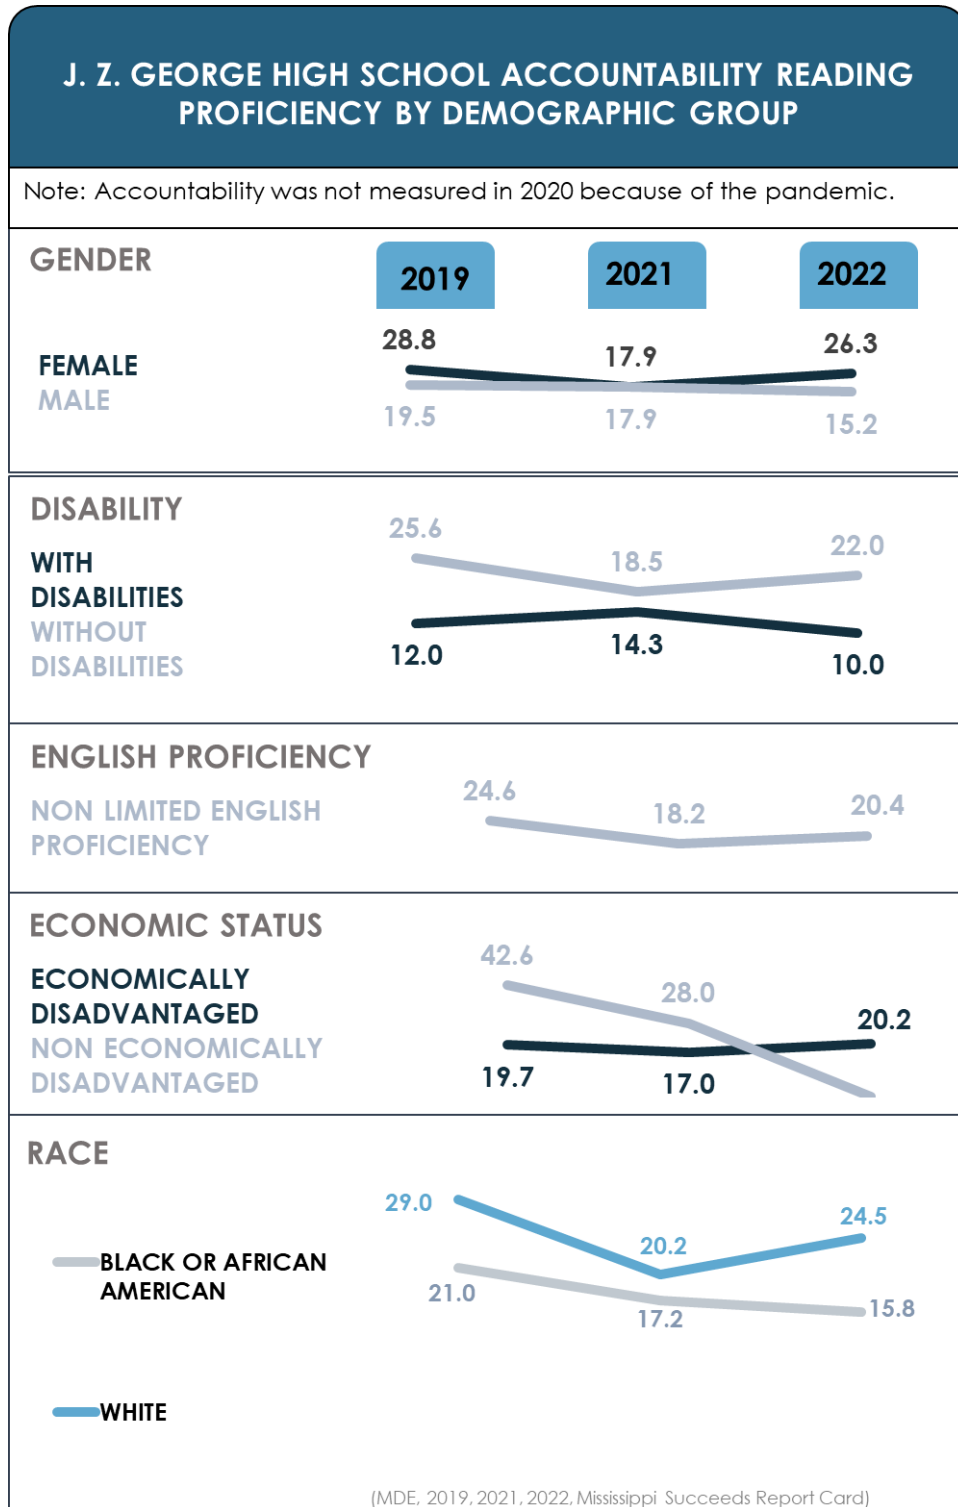 J. Z. GEORGE HIGH SCHOOL ACCOUNTABILITY READING
PROFICIENCY BY DEMOGRAPHIC GROUP
Note: Accountability was not measured in 2020 because of the pandemic.
GENDER
2019
2021
2022
FEMALE
MALE
28.8
17.9
26.3
19.5
17.9
15.2
DISABILITY
WITH
DISABILITIES
WITHOUT
DISABILITIES
25.6
18.5
22.0
12.0
14.3
10.0
ENGLISH PROFICIENCY
NON LIMITED ENGLISH
PROFICIENCY
24.6
18.2
20.4
ECONOMIC STATUS
ECONOMICALLY
DISADVANTAGED
NON ECONOMICALLY
DISADVANTAGED
42.6
28.0
20.2
19.7
17.0
RACE
BLACK OR AFRICAN
AMERICAN
WHITE
29.0
20.2
24.5
21.0
17.2
15.8
(MDE, 2019, 2021, 2022, Mississippi Succeeds Report Card)